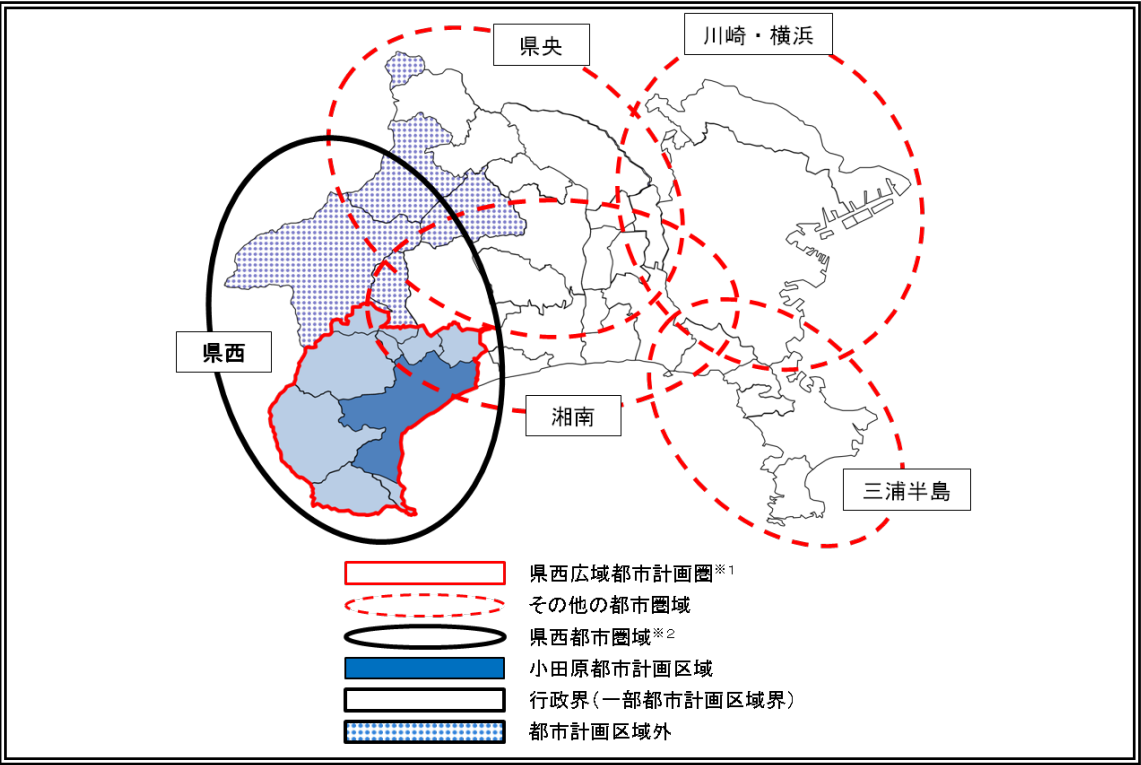 県央
川崎・横浜
県西
湘南
三浦半島
県西広域都市計画圏※1
その他の都市圏域
県西都市圏域※2
小田原都市計画区域
行政界（一部都市計画区域界）
都市計画区域外